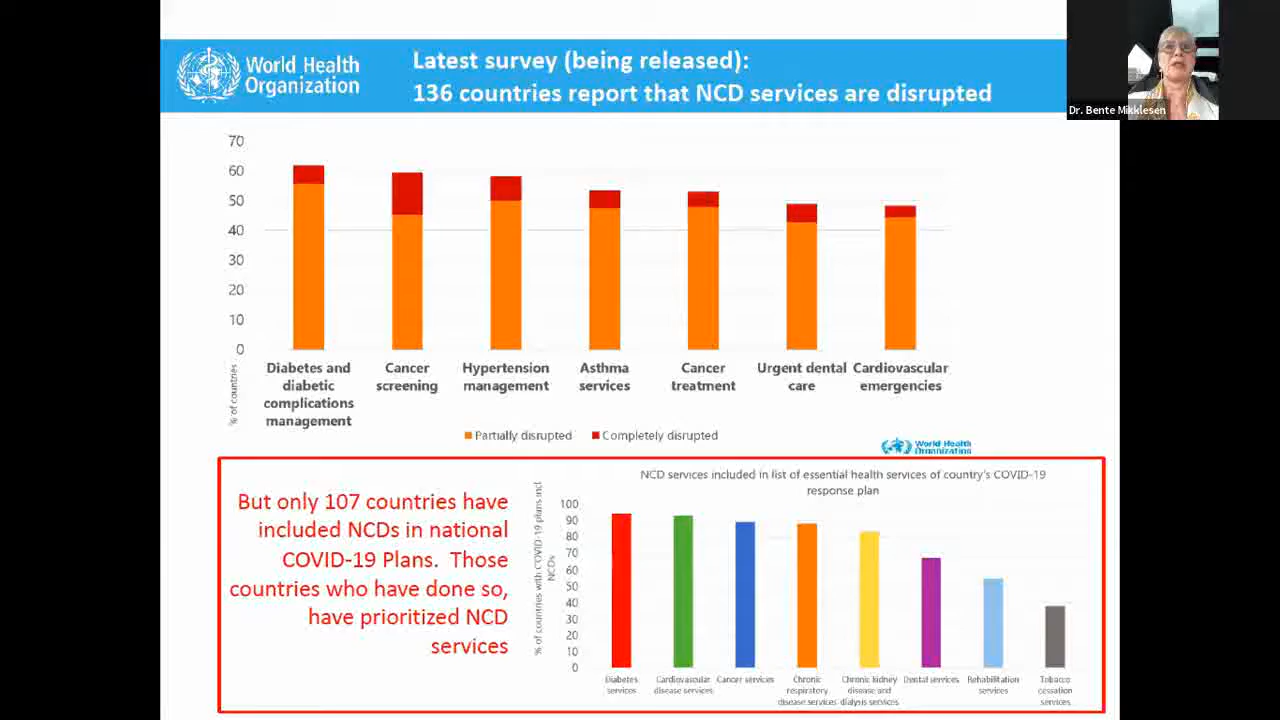 World Health
Organization
Latest survey (being released):
136 countries report that NCD services are disrupted
Dr. Bente Mikklesen
70
60
50
40
30
20
10
0
% of countries
Diabetes and
diabetic
complications
management
Cancer
screening
Hypertension
management
Asthma
services
Cancer
treatment
Urgent dental
care
Cardiovascular
emergencies
Partially disrupted
Completely disrupted
World Health
Organization
But only 107 countries have
included NCDs in national
COVID-19 Plans. Those
countries who have done so,
have prioritized NCD
services
NCD services included in list of essential health services of country's COVID-19
response plan
% of countries with COVID-19 plans incl
NCDs
100
90
80
70
60
50
40
30
20
10
0
Diabetes
services
Cardiovascular
disease services
Cancer services
Chronic
respiratory
disease services
Chronic kidney
disease and
dialysis services
Dental services
Rehabilitation
services
Tobacco
cessation
services